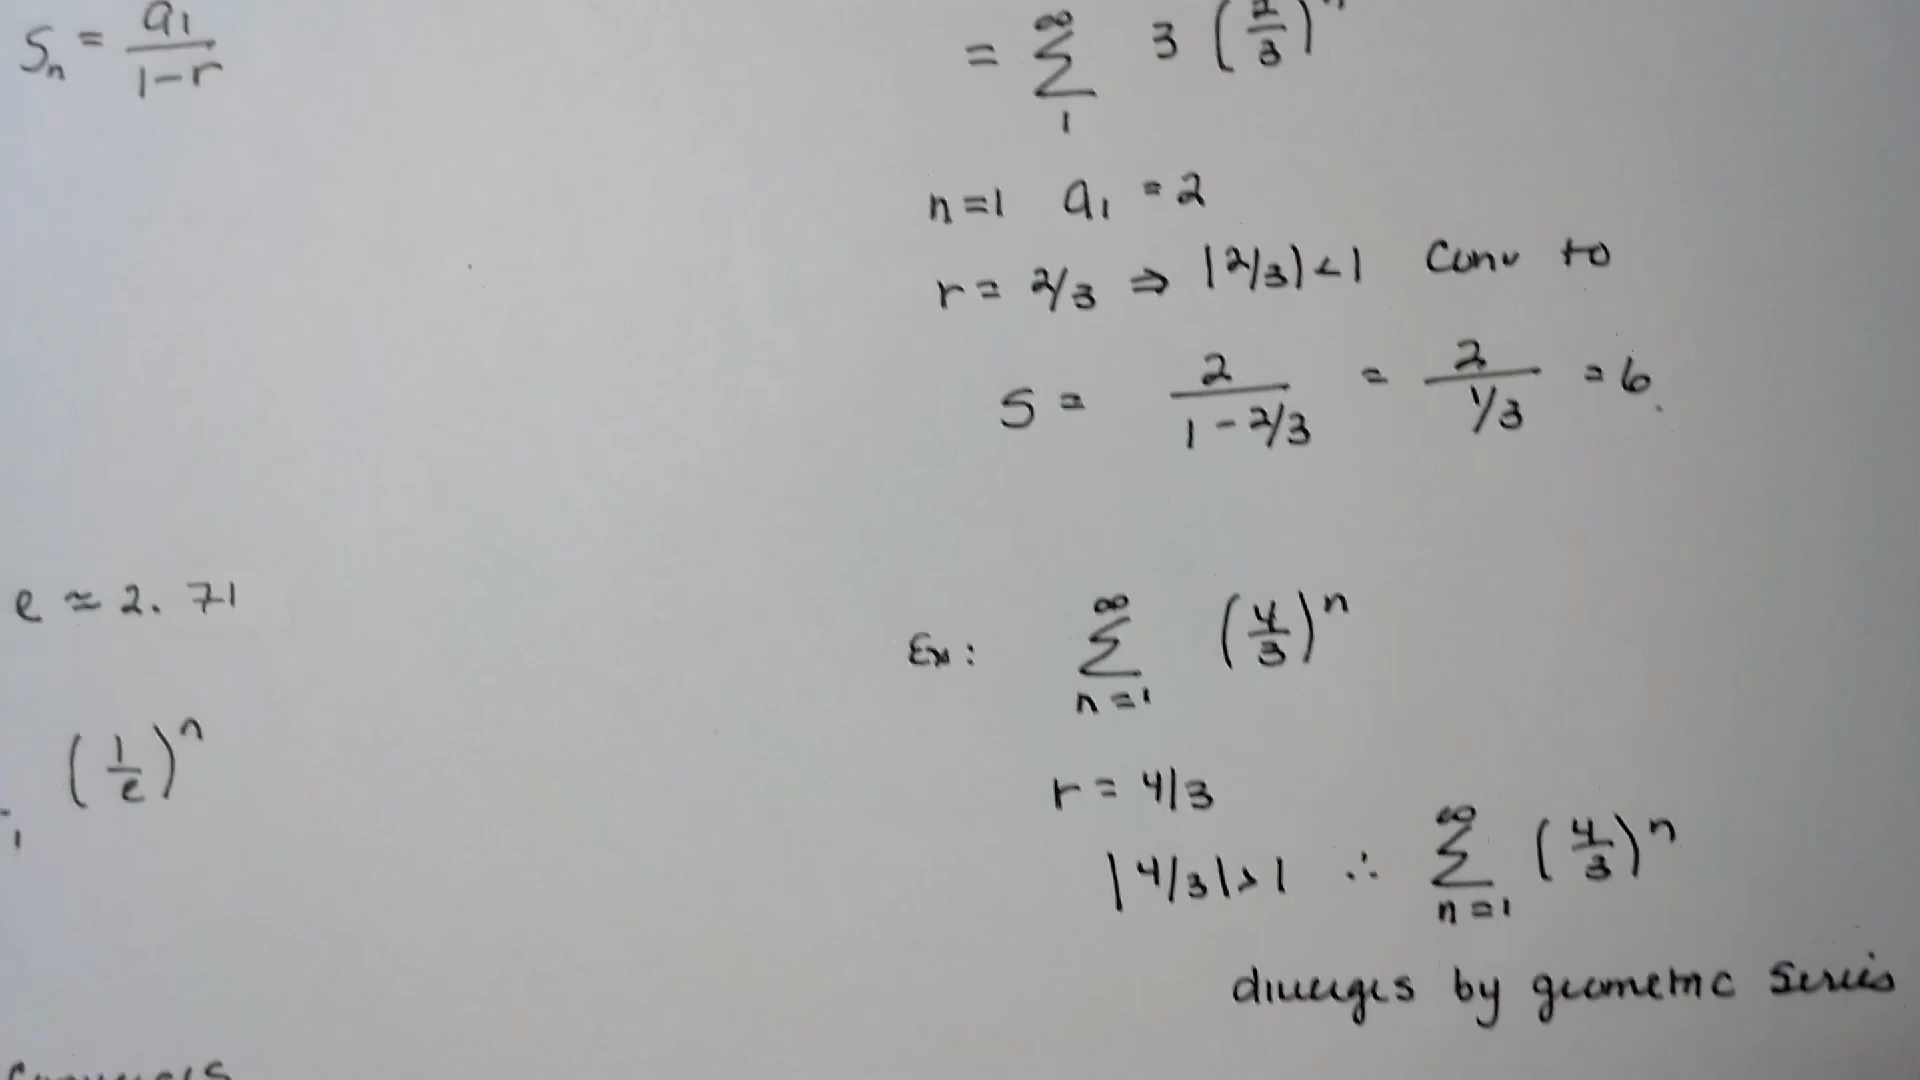 Sn = a1/(1-r)
e ≈ 2.71
(1/e)^n
= ∞ Σ 1 3 (2/3)^n
n=1 a1 = 2
r = 2/3 ⇒ |2/3|<1 Conv to
S = 2/(1-2/3) = 2/(1/3) = 6.
Ex: ∞ Σ n=1 (4/3)^n
r = 4/3
|4/3|>1 ∴ ∞ Σ n=1 (4/3)^n
diverges by geometric series